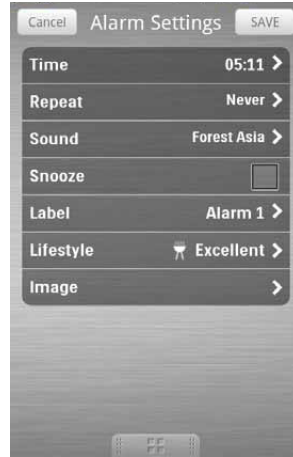 Cancel Alarm Settings SAVE
Time 05:11
Repeat Never
Sound Forest Asia
Snooze
Label Alarm 1
Lifestyle Excellent
Image